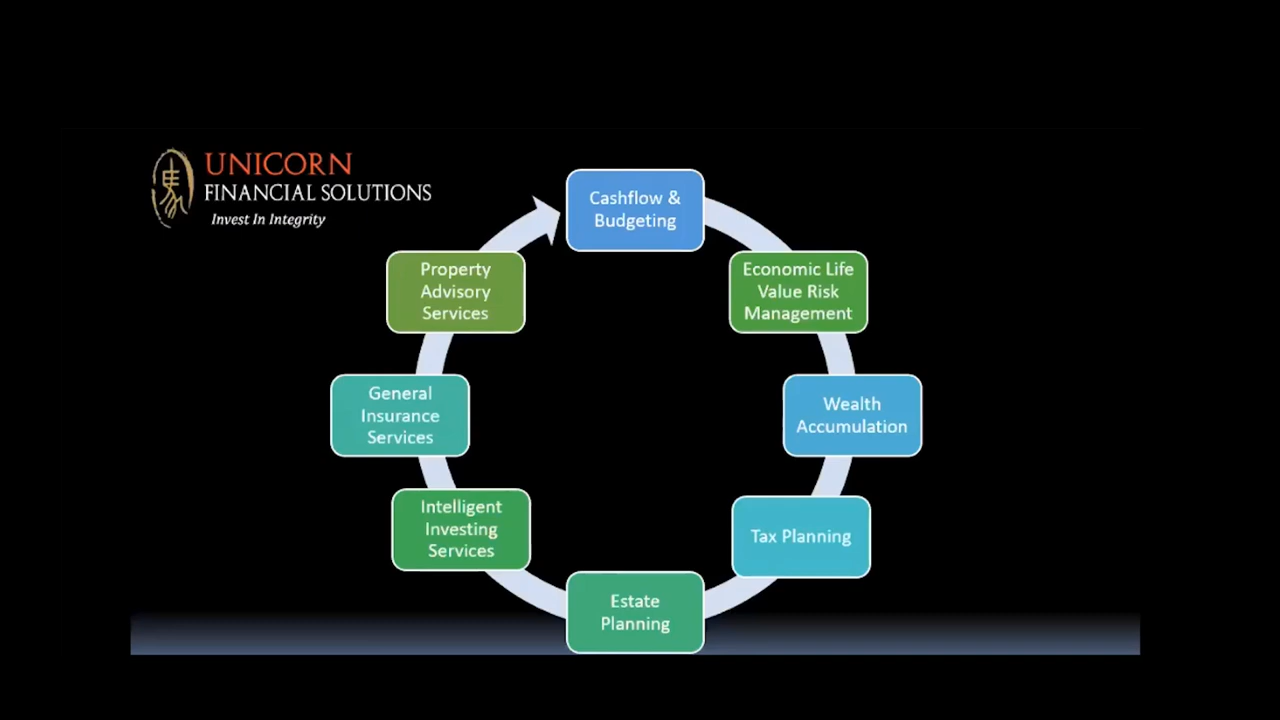 UNICORN
FINANCIAL SOLUTIONS
Invest In Integrity
Cashflow &
Budgeting
Economic Life
Value Risk
Management
Wealth
Accumulation
Tax Planning
Estate
Planning
Intelligent
Investing
Services
General
Insurance
Services
Property
Advisory
Services